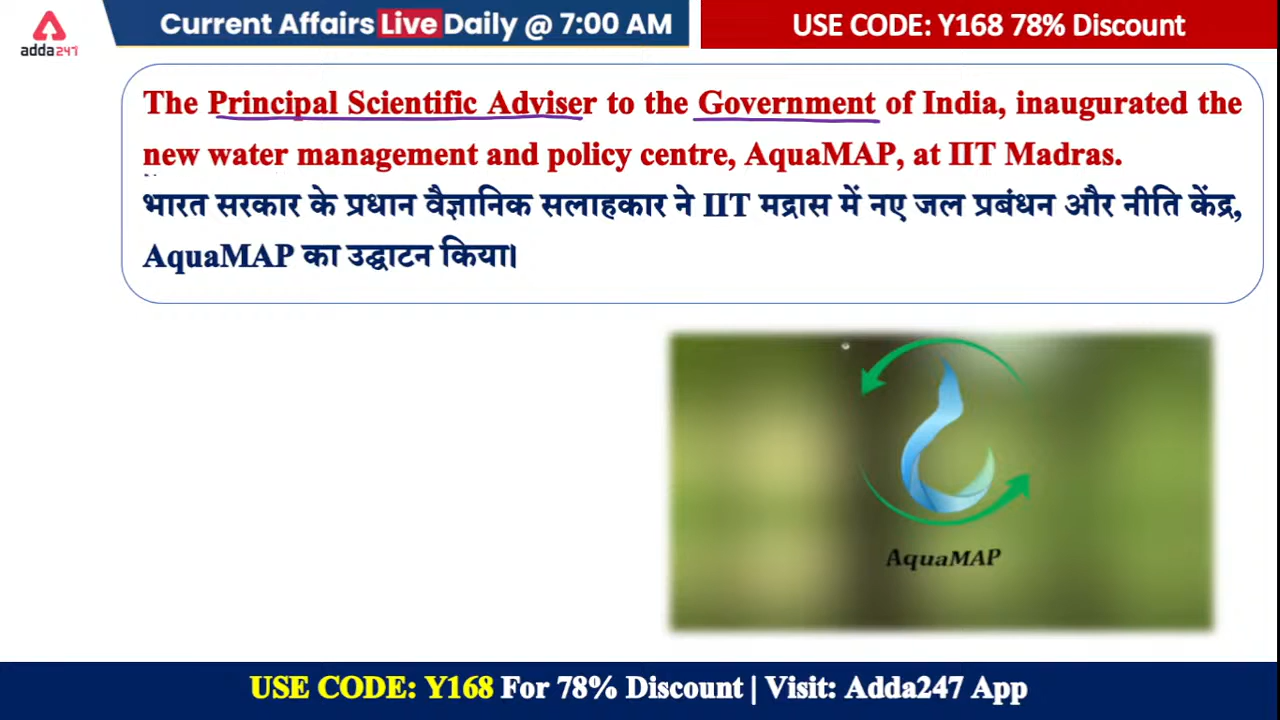 adda247
Current Affairs Live Daily @ 7:00 AM
USE CODE: Y168 78% Discount
The Principal Scientific Adviser to the Government of India, inaugurated the
new water management and policy centre, AquaMAP, at IIT Madras.
भारत सरकार के प्रधान वैज्ञानिक सलाहकार ने IIT मद्रास में नए जल प्रबंधन और नीति केंद्र,
AquaMAP का उद्घाटन किया।
AquaMAP
USE CODE: Y168 For 78% Discount | Visit: Adda247 App